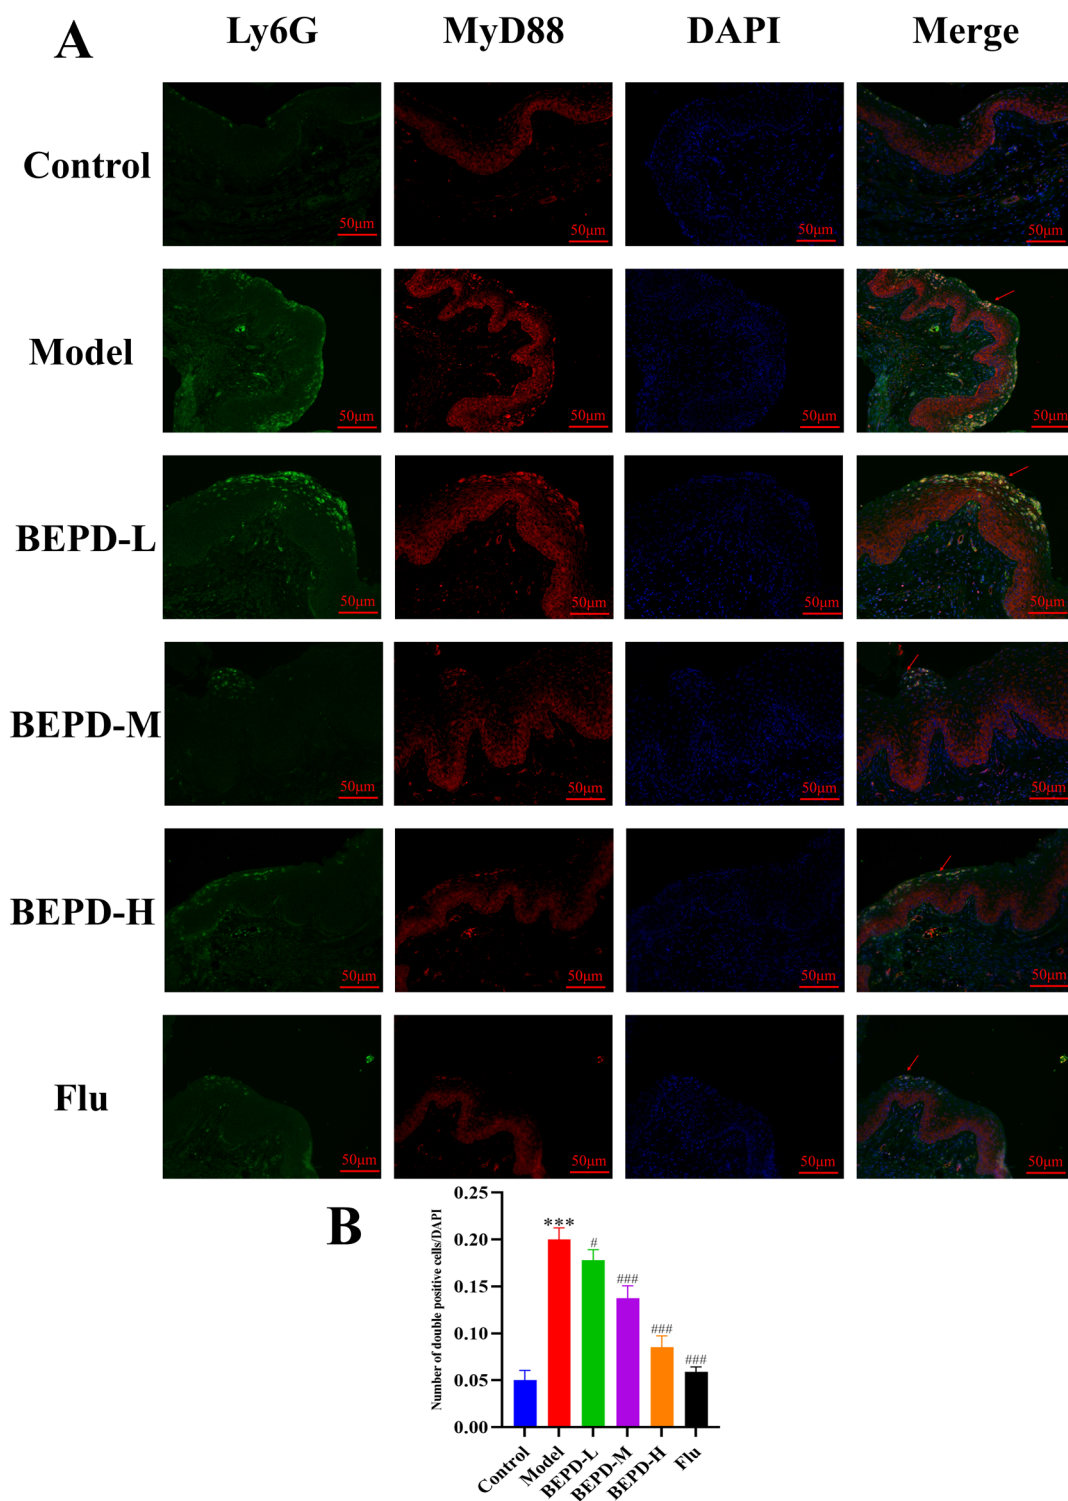 A
Ly6G MyD88 DAPI Merge
Control
50μm 50μm 50μm 50μm
Model
50μm 50μm 50μm 50μm
BEPD-L
50μm 50μm 50μm 50μm
BEPD-M
50μm 50μm 50μm 50μm
BEPD-H
50μm 50μm 50μm 50μm
Flu
50μm 50μm 50μm 50μm
B
Number of double positive cells/DAPI
0.25
0.20
0.15
0.10
0.05
0.00
***
#
###
###
###
Control
Model
BEPD-L
BEPD-M
BEPD-H
Flu